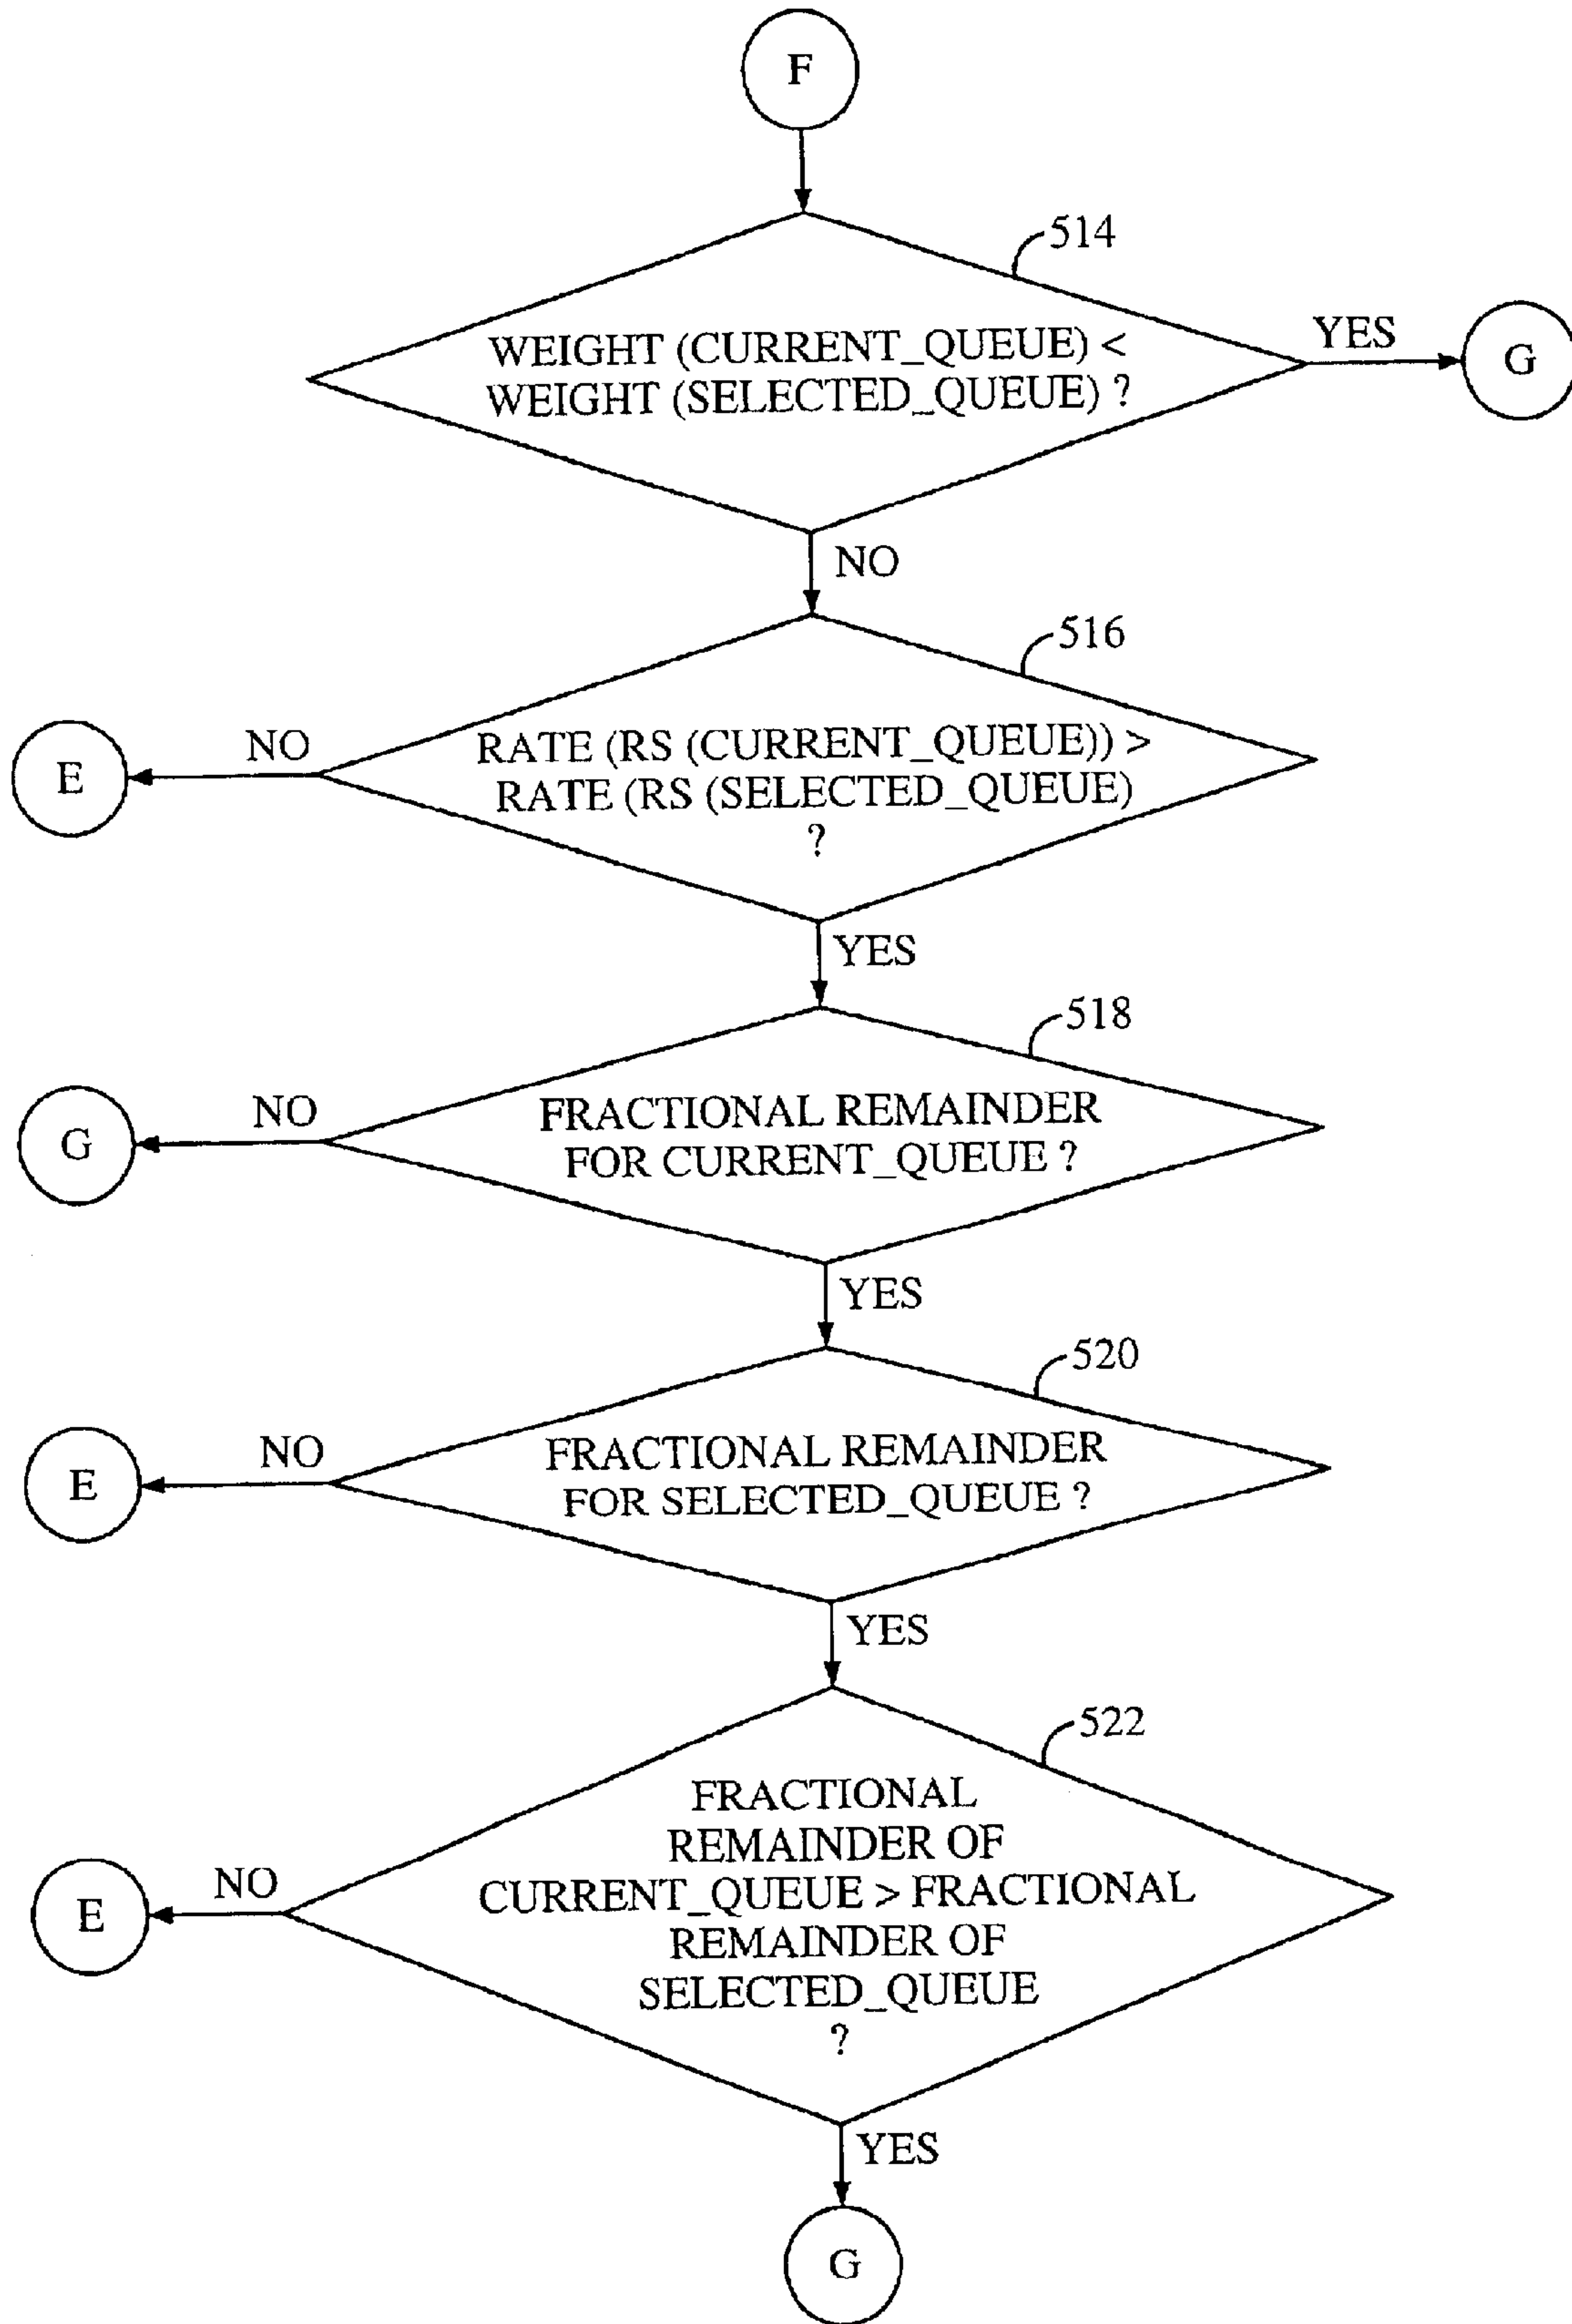 F
514
WEIGHT (CURRENT_QUEUE) <
WEIGHT (SELECTED_QUEUE) ?
YES
G
NO
516
RATE (RS (CURRENT_QUEUE)) >
RATE (RS (SELECTED_QUEUE)
?
NO
E
YES
518
FRACTIONAL REMAINDER
FOR CURRENT_QUEUE ?
NO
G
YES
520
FRACTIONAL REMAINDER
FOR SELECTED_QUEUE ?
NO
E
YES
522
FRACTIONAL
REMAINDER OF
CURRENT_QUEUE > FRACTIONAL
REMAINDER OF
SELECTED_QUEUE
?
NO
E
YES
G